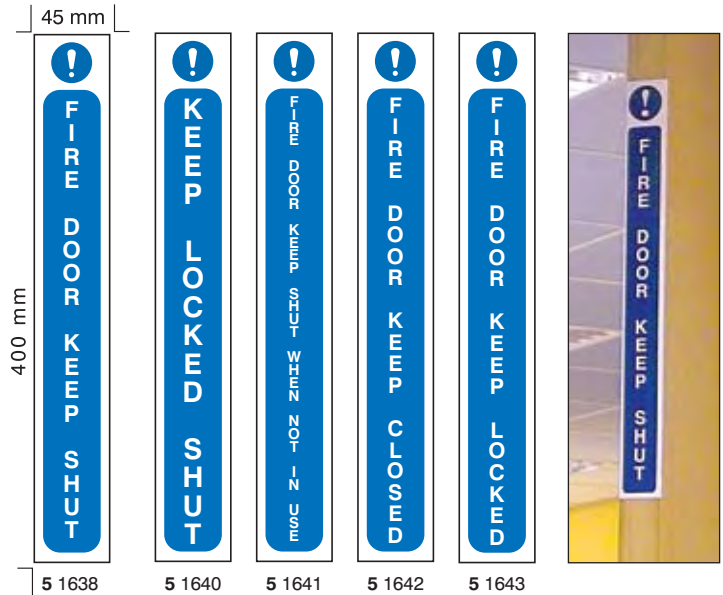 45 mm
400 mm
!
FIRE DOOR KEEP SHUT
5 1638
!
KEEP LOCKED SHUT
5 1640
!
FIRE DOOR KEEP SHUT WHEN NOT IN USE
5 1641
!
FIRE DOOR KEEP CLOSED
5 1642
!
FIRE DOOR KEEP LOCKED
5 1643
!
FIRE DOOR KEEP SHUT